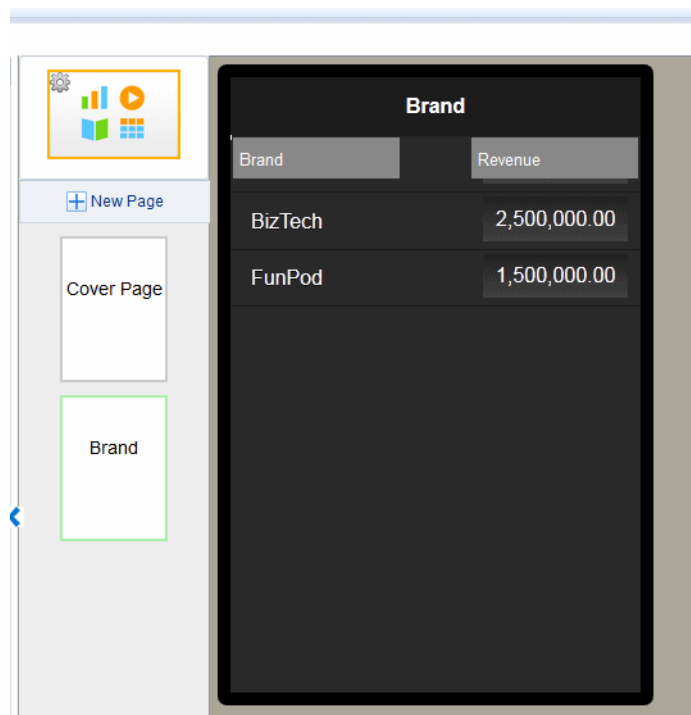 Brand
Brand Revenue
New Page
BizTech 2,500,000.00
FunPod 1,500,000.00
Cover Page
Brand